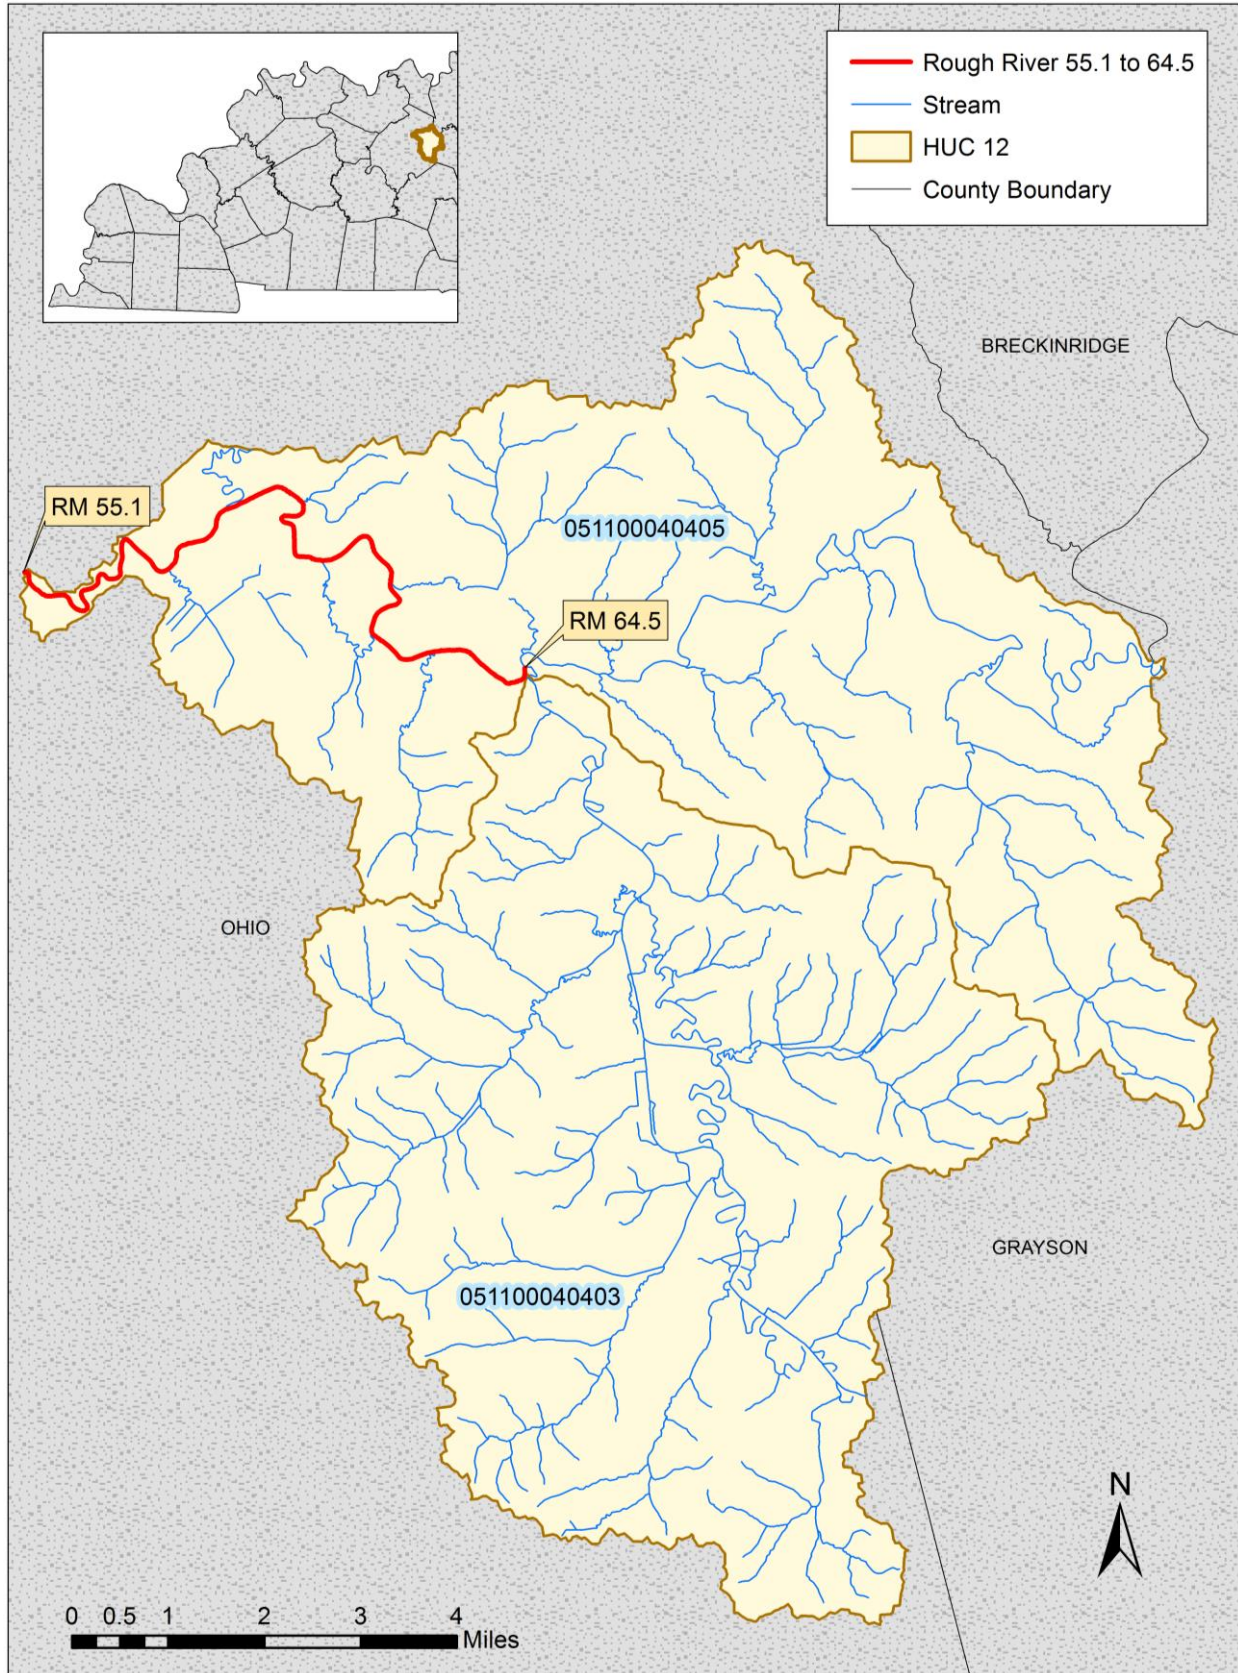 Rough River 55.1 to 64.5
Stream
HUC 12
County Boundary
BRECKINRIDGE
RM 55.1
051100040405
RM 64.5
OHIO
GRAYSON
051100040403
N
0 0.5 1 2 3 4
Miles